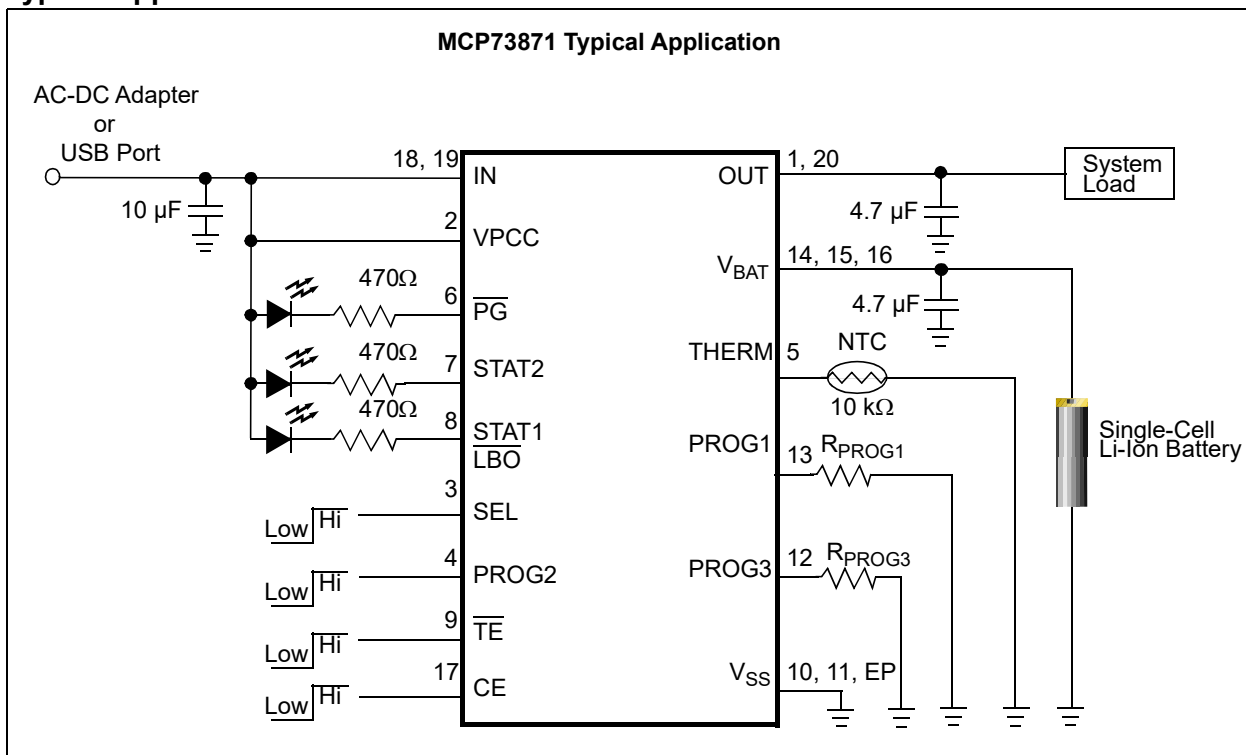 MCP73871 Typical Application
AC-DC Adapter
or
USB Port
10 µF
18, 19
IN
2
VPCC
470Ω
6
PG
470Ω
7
STAT2
470Ω
8
STAT1
LBO
3
SEL
Low Hi
4
PROG2
Low Hi
9
TE
Low Hi
17
CE
Low Hi
OUT
1, 20
System
Load
4.7 µF
VBAT
14, 15, 16
4.7 µF
THERM
5
NTC
10 kΩ
PROG1
13
RPROG1
Single-Cell
Li-Ion Battery
PROG3
12
RPROG3
VSS
10, 11, EP